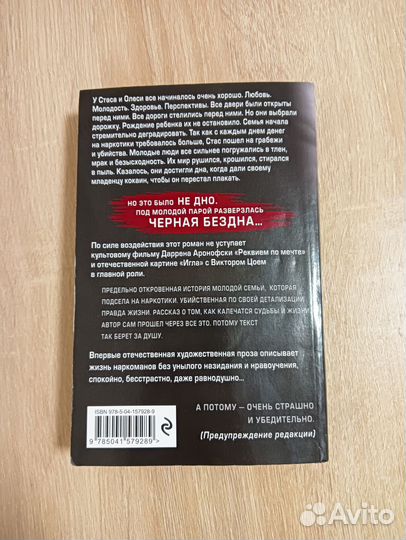 У Стаса и Олеси все начиналось очень хорошо. Любовь.
Молодость. Здоровье. Перспективы. Все двери были открыты
перед ними. Все дороги стелились перед ними. Но они выбрали
дорожку. Рождение ребенка их не остановило. Семья начала
стремительно деградировать. Так как с каждым днем денег
на наркотики требовалось больше, Стас пошел на грабежи
и убийства. Молодые люди все сильнее погружались в тлен,
мрак и безысходность. Их мир рушился, крошился, стирался
в пыль. Казалось, они достигли дна, когда дали своему
младенцу кокаин, чтобы он перестал плакать.
НО ЭТО БЫЛО НЕ ДНО.
ПОД МОЛОДОЙ ПАРОЙ РАЗВЕРЗЛАСЬ
ЧЕРНАЯ БЕЗДНА...
По силе воздействия этот роман не уступает
культовому фильму Даррена Аронофски «Реквием по мечте»
и отечественной картине «Игла» с Виктором Цоем
в главной роли.
ПРЕДЕЛЬНО ОТКРОВЕННАЯ ИСТОРИЯ МОЛОДОЙ СЕМЬИ, КОТОРАЯ
ПОДСЕЛА НА НАРКОТИКИ. УБИЙСТВЕННАЯ ПО СВОЕЙ ДЕТАЛИЗАЦИИ
ПРАВДА ЖИЗНИ. РАССКАЗ О ТОМ, КАК КАЛЕЧАТСЯ СУДЬБЫ И ЖИЗНИ.
АВТОР САМ ПРОШЕЛ ЧЕРЕЗ ВСЕ ЭТО. ПОТОМУ ТЕКСТ
ТАК БЕРЕТ ЗА ДУШУ.
Впервые отечественная художественная проза описывает
жизнь наркоманов без унылого назидания и нравоучения,
спокойно, бесстрастно, даже равнодушно...
ISBN 978-5-04-157928-9
9 785041 579289 >
А ПОТОМУ – ОЧЕНЬ СТРАШНО
И УБЕДИТЕЛЬНО.
(Предупреждение редакции)
Avito